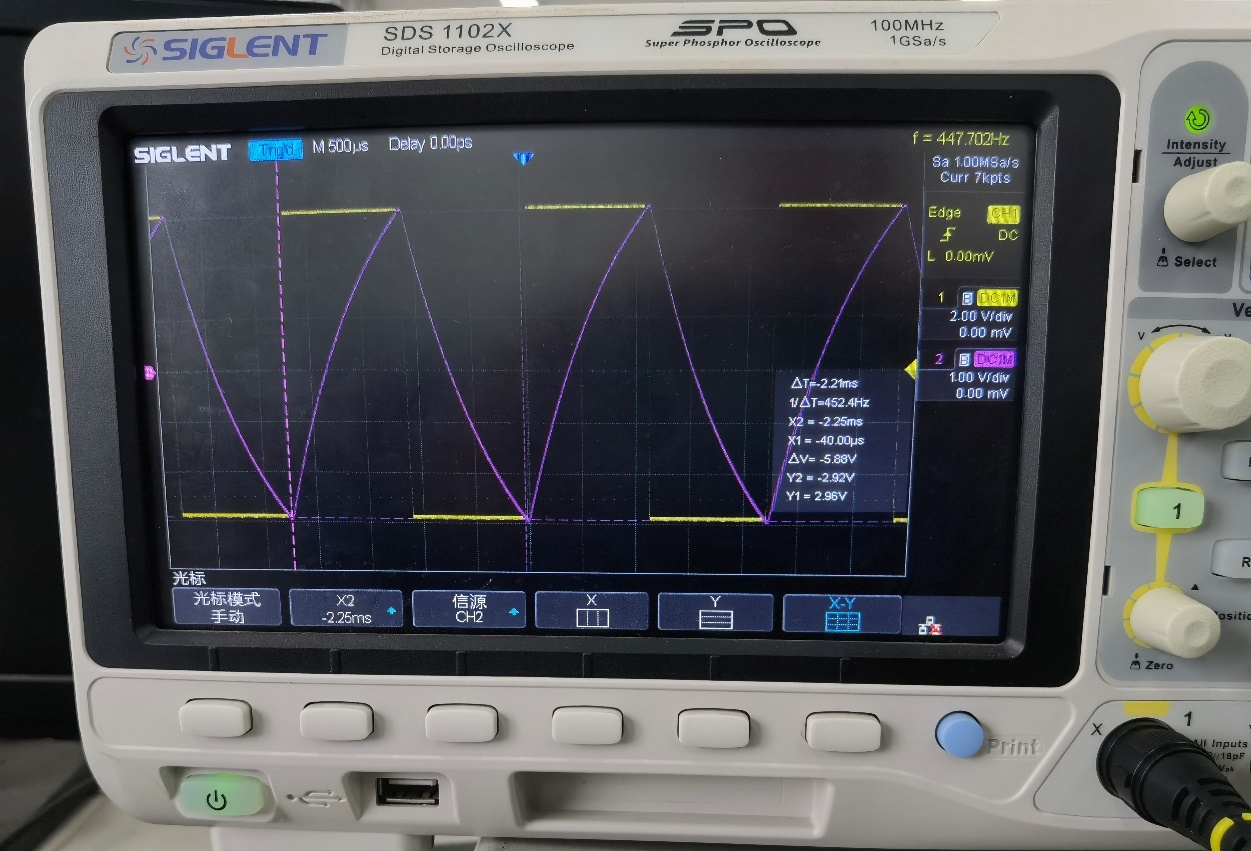 SIGLENT
SDS 1102X
Digital Storage Oscilloscope
SPO
Super Phosphor Oscilloscope
100MHz
1GSa/s
SIGLENT
Trig'd
M 500µs
Delay 0.00ps
f = 447.702Hz
Sa 1.00MSa/s
Curr 7kpts
Edge CH1
DC
L 0.00mV
1 B DC1M
2.00 V/div
0.00 mV
2 B DC1M
1.00 V/div
0.00 mV
ΔT=-2.21ms
1/ΔT=452.4Hz
X2 = -2.25ms
X1 = -40.00µs
ΔV= -5.88V
Y2 = -2.92V
Y1 = 2.96V
光标
光标模式
手动
X2
-2.25ms
信源
CH2
X
Y
X-Y
Intensity
Adjust
Select
Ve
V
1
Zero
X
1
Print
All Inputs